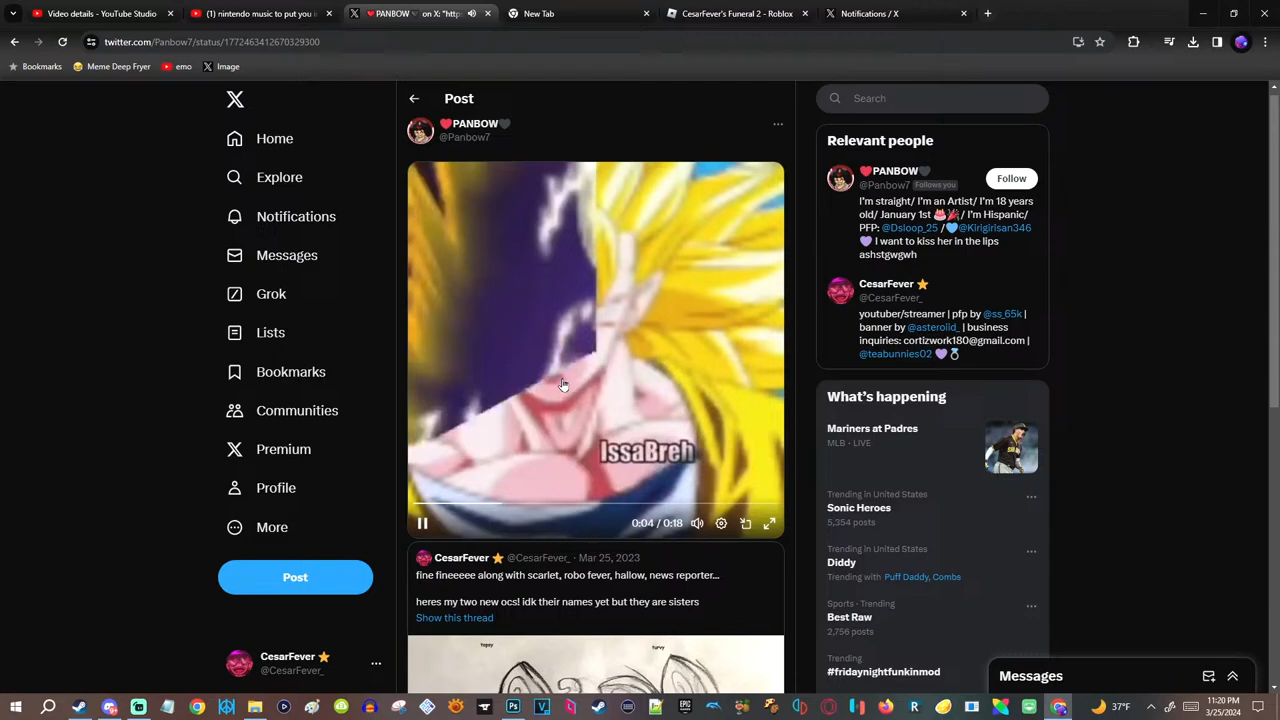 Video details - YouTube Studio
(1) nintendo music to put you i
❤️PANBOW🖤 on X: "https
New Tab
CesarFever's Funeral 2 - Roblox
Notifications / X
twitter.com/Panbow7/status/1772463412670329300
Bookmarks
Meme Deep Fryer
emo
Image
Home
Explore
Notifications
Messages
Grok
Lists
Bookmarks
Communities
Premium
Profile
More
Post
CesarFever ⭐
@CesarFever_
Post
❤️PANBOW🖤
@Panbow7
IssaBreh
0:04 / 0:18
CesarFever ⭐ @CesarFever_ · Mar 25, 2023
fine fineeeee along with scarlet, robo fever, hallow, news reporter...
heres my two new ocs! idk their names yet but they are sisters
Show this thread
topsy
turvy
Search
Relevant people
❤️PANBOW🖤
@Panbow7 Follows you
Follow
I'm straight/ I'm an Artist/ I'm 18 years
old/ January 1st 🎂🎉/ I'm Hispanic/
PFP: @Dsloop_25 /🩵@Kirigirisan346
💜 I want to kiss her in the lips
ashstgwgwh
CesarFever ⭐
@CesarFever_
youtuber/streamer | pfp by @ss_65k |
banner by @asteroiid_ | business
inquiries: cortizwork180@gmail.com |
@teabunnies02 💜💍
What's happening
Mariners at Padres
MLB · LIVE
Trending in United States
Sonic Heroes
5,354 posts
Trending in United States
Diddy
Trending with Puff Daddy, Combs
Sports · Trending
Best Raw
2,756 posts
Trending
#fridaynightfunkinmod
Messages
37°F
11:20 PM
3/25/2024